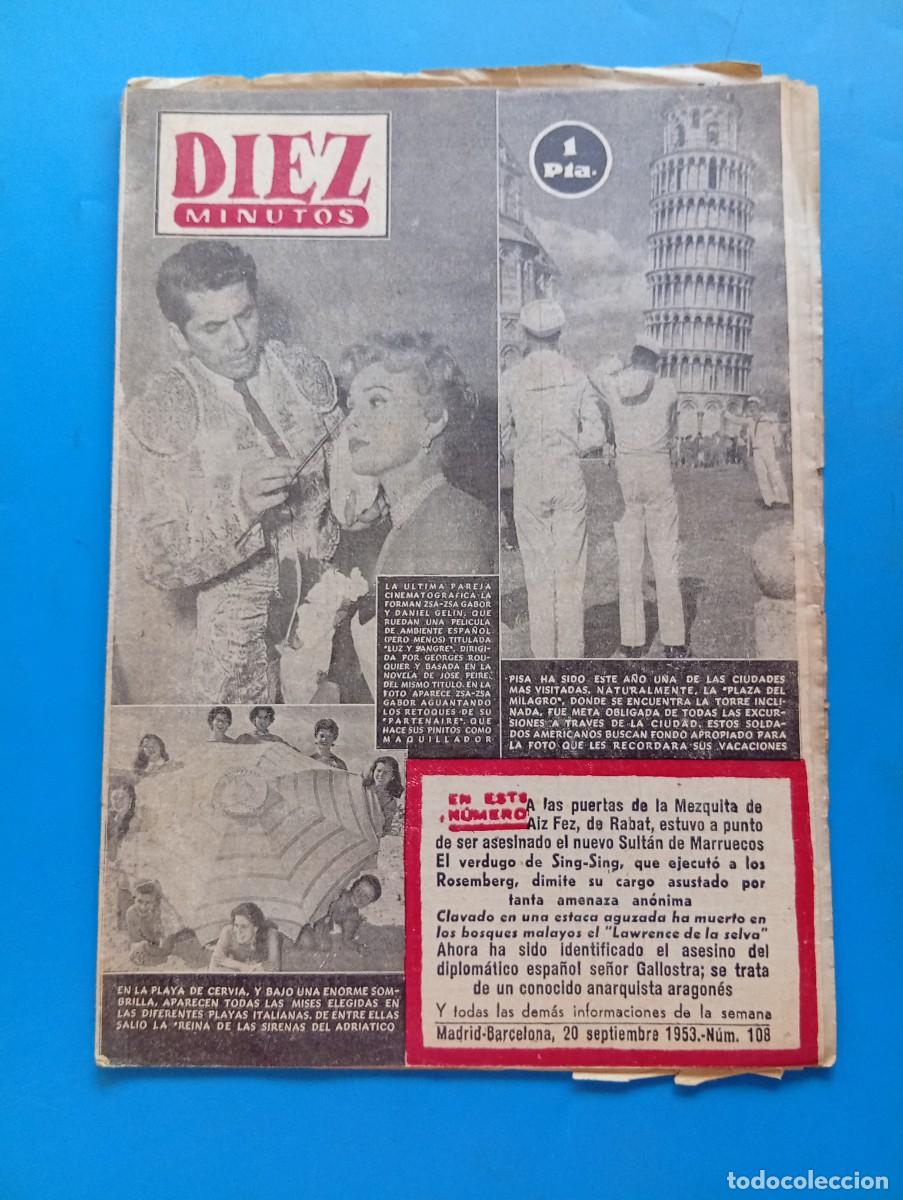 DIEZ
MINUTOS
1
Pta.
LA ULTIMA PAREJA
CINEMATOGRAFICA LA
FORMAN ZSA-ZSA GABOR
Y DANIEL GELIN, QUE
RUEDAN UNA PELICULA
DE AMBIENTE ESPAÑOL
(PERO MENOS) TITULADA
"LUZ Y SANGRE", DIRIGI-
DA POR GEORGES ROU-
QUIER Y BASADA EN LA
NOVELA DE JOSE PEIRE,
DEL MISMO TITULO. EN LA
FOTO APARECE ZSA-ZSA
GABOR AGUANTANDO
LOS RETOQUES DE SU
"PARTENAIRE", QUE
HACE SUS PINITOS COMO
MAQUILLADOR
PISA HA SIDO ESTE AÑO UNA DE LAS CIUDADES
MAS VISITADAS. NATURALMENTE, LA "PLAZA DEL
MILAGRO", DONDE SE ENCUENTRA LA TORRE INCLI-
NADA, FUE META OBLIGADA DE TODAS LAS EXCUR-
SIONES A TRAVES DE LA CIUDAD. ESTOS SOLDA-
DOS AMERICANOS BUSCAN FONDO APROPIADO PARA
LA FOTO QUE LES RECORDARA SUS VACACIONES
EN LA PLAYA DE CERVIA, Y BAJO UNA ENORME SOM-
BRILLA, APARECEN TODAS LAS MISES ELEGIDAS EN
LAS DIFERENTES PLAYAS ITALIANAS. DE ENTRE ELLAS
SALIO LA "REINA DE LAS SIRENAS DEL ADRIATICO
EN ESTE
NÚMERO
A las puertas de la Mezquita de
Aiz Fez, de Rabat, estuvo a punto
de ser asesinado el nuevo Sultán de Marruecos
El verdugo de Sing-Sing, que ejecutó a los
Rosemberg, dimite su cargo asustado por
tanta amenaza anónima
Clavado en una estaca aguzada ha muerto en
los bosques malayos el "Lawrence de la selva"
Ahora ha sido identificado el asesino del
diplomático español señor Gallostra; se trata
de un conocido anarquista aragonés
Y todas las demás informaciones de la semana
Madrid-Barcelona, 20 septiembre 1953.-Núm. 108
todocoleccion